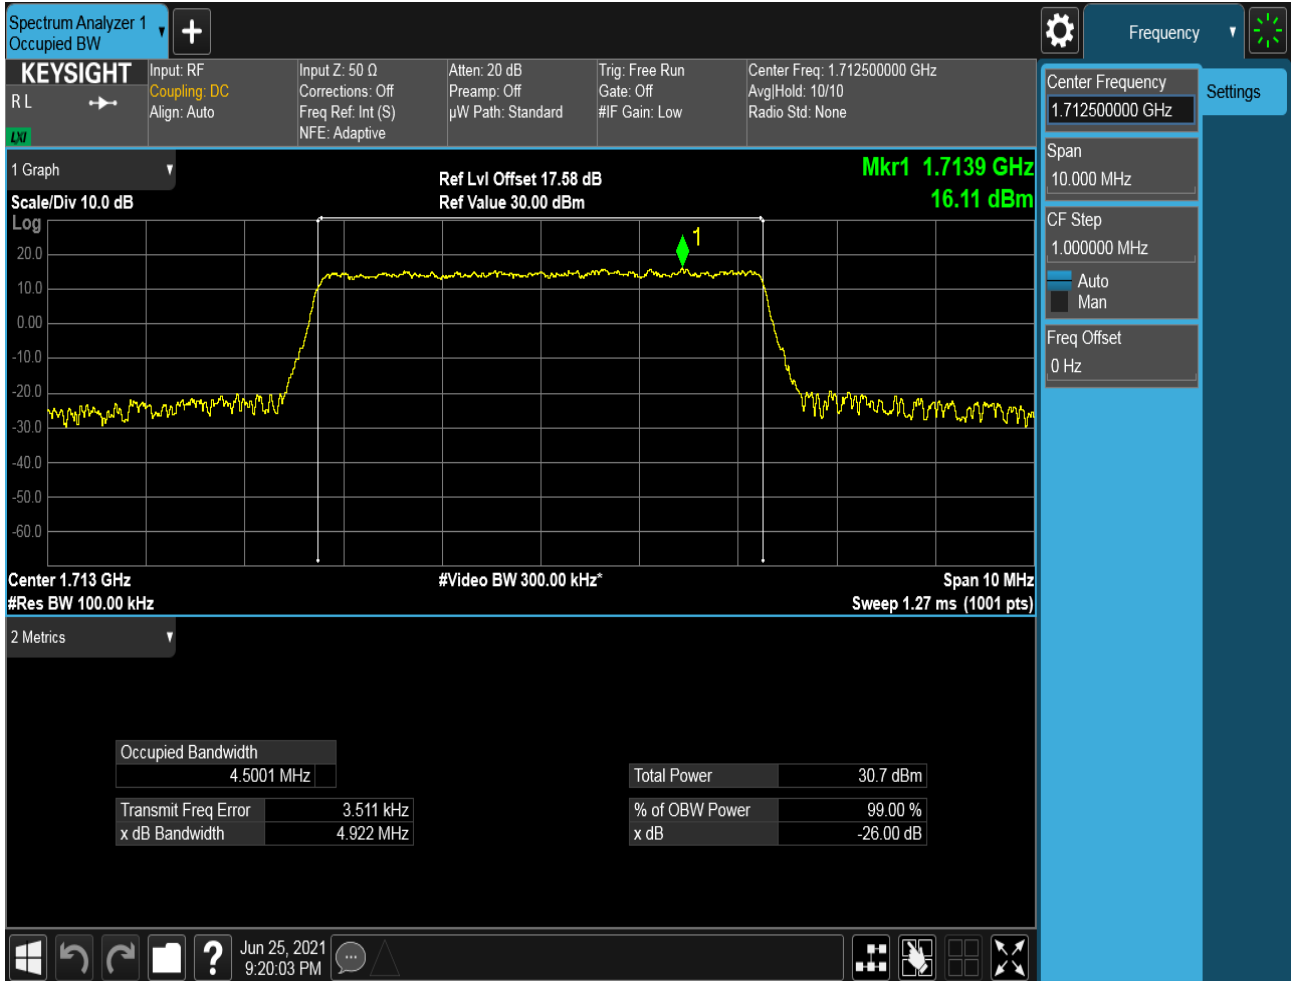 Spectrum Analyzer 1
Occupied BW
Frequency
KEYSIGHT
R L
LXI
Input: RF
Coupling: DC
Align: Auto
Input Z: 50 Ω
Corrections: Off
Freq Ref: Int (S)
NFE: Adaptive
Atten: 20 dB
Preamp: Off
µW Path: Standard
Trig: Free Run
Gate: Off
#IF Gain: Low
Center Freq: 1.712500000 GHz
Avg|Hold: 10/10
Radio Std: None
Center Frequency
1.712500000 GHz
Settings
Span
10.000 MHz
CF Step
1.000000 MHz
Auto
Man
Freq Offset
0 Hz
1 Graph
Scale/Div 10.0 dB
Ref Lvl Offset 17.58 dB
Ref Value 30.00 dBm
Mkr1 1.7139 GHz
16.11 dBm
Log
1
20.0
10.0
0.00
-10.0
-20.0
-30.0
-40.0
-50.0
-60.0
Center 1.713 GHz
#Res BW 100.00 kHz
#Video BW 300.00 kHz*
Span 10 MHz
Sweep 1.27 ms (1001 pts)
2 Metrics
Occupied Bandwidth
4.5001 MHz
Transmit Freq Error 3.511 kHz
x dB Bandwidth 4.922 MHz
Total Power 30.7 dBm
% of OBW Power 99.00 %
x dB -26.00 dB
?
Jun 25, 2021
9:20:03 PM